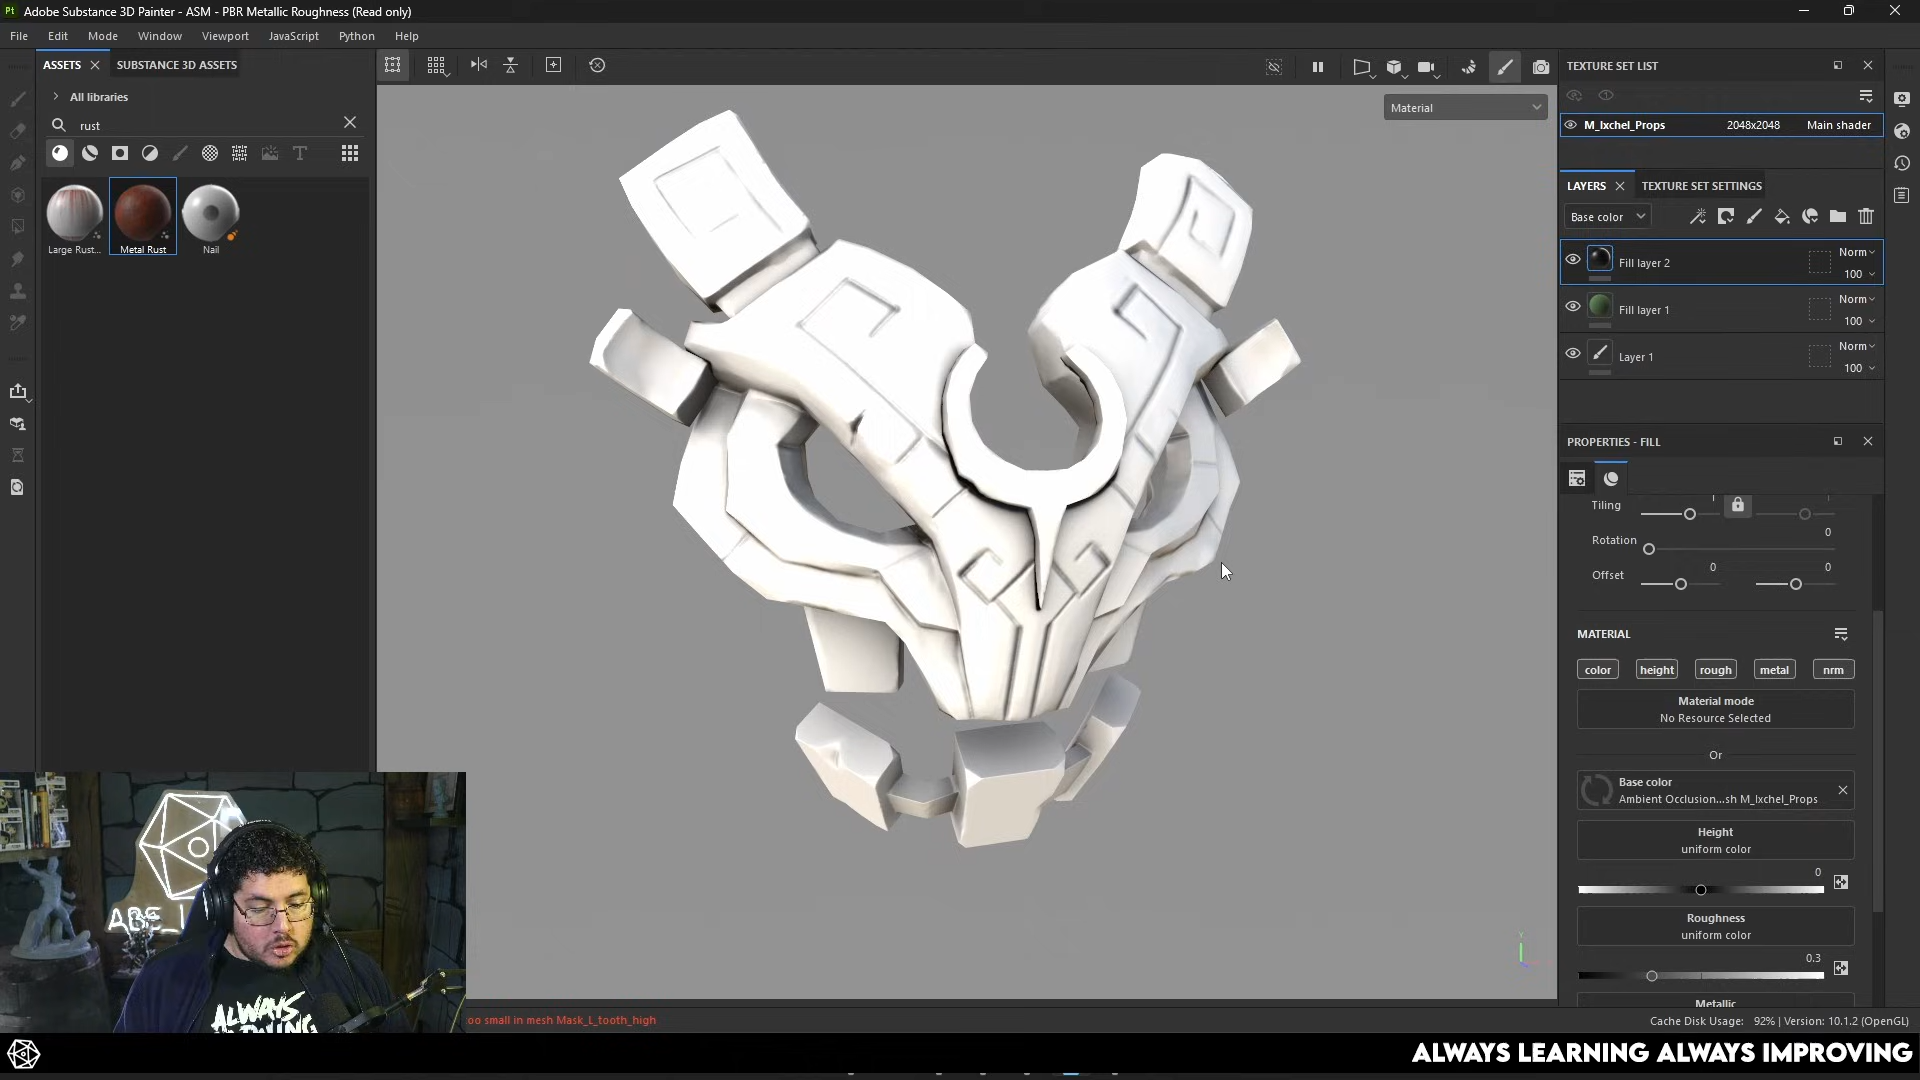 Pt Adobe Substance 3D Painter - ASM - PBR Metallic Roughness (Read only)
File Edit Mode Window Viewport JavaScript Python Help
ASSETS SUBSTANCE 3D ASSETS
All libraries
rust
Large Rust...
Metal Rust
Nail
Material
TEXTURE SET LIST
M_Ixchel_Props 2048x2048 Main shader
LAYERS TEXTURE SET SETTINGS
Base color
Fill layer 2 Norm 100
Fill layer 1 Norm 100
Layer 1 Norm 100
PROPERTIES - FILL
Tiling
Rotation 0
Offset 0 0
MATERIAL
color height rough metal nrm
Material mode
No Resource Selected
Or
Base color
Ambient Occlusion...sh M_Ixchel_Props
Height
uniform color
0
Roughness
uniform color
0.3
Metallic
ALWAYS
oo small in mesh Mask_L_tooth_high
Cache Disk Usage: 92% | Version: 10.1.2 (OpenGL)
ALWAYS LEARNING ALWAYS IMPROVING